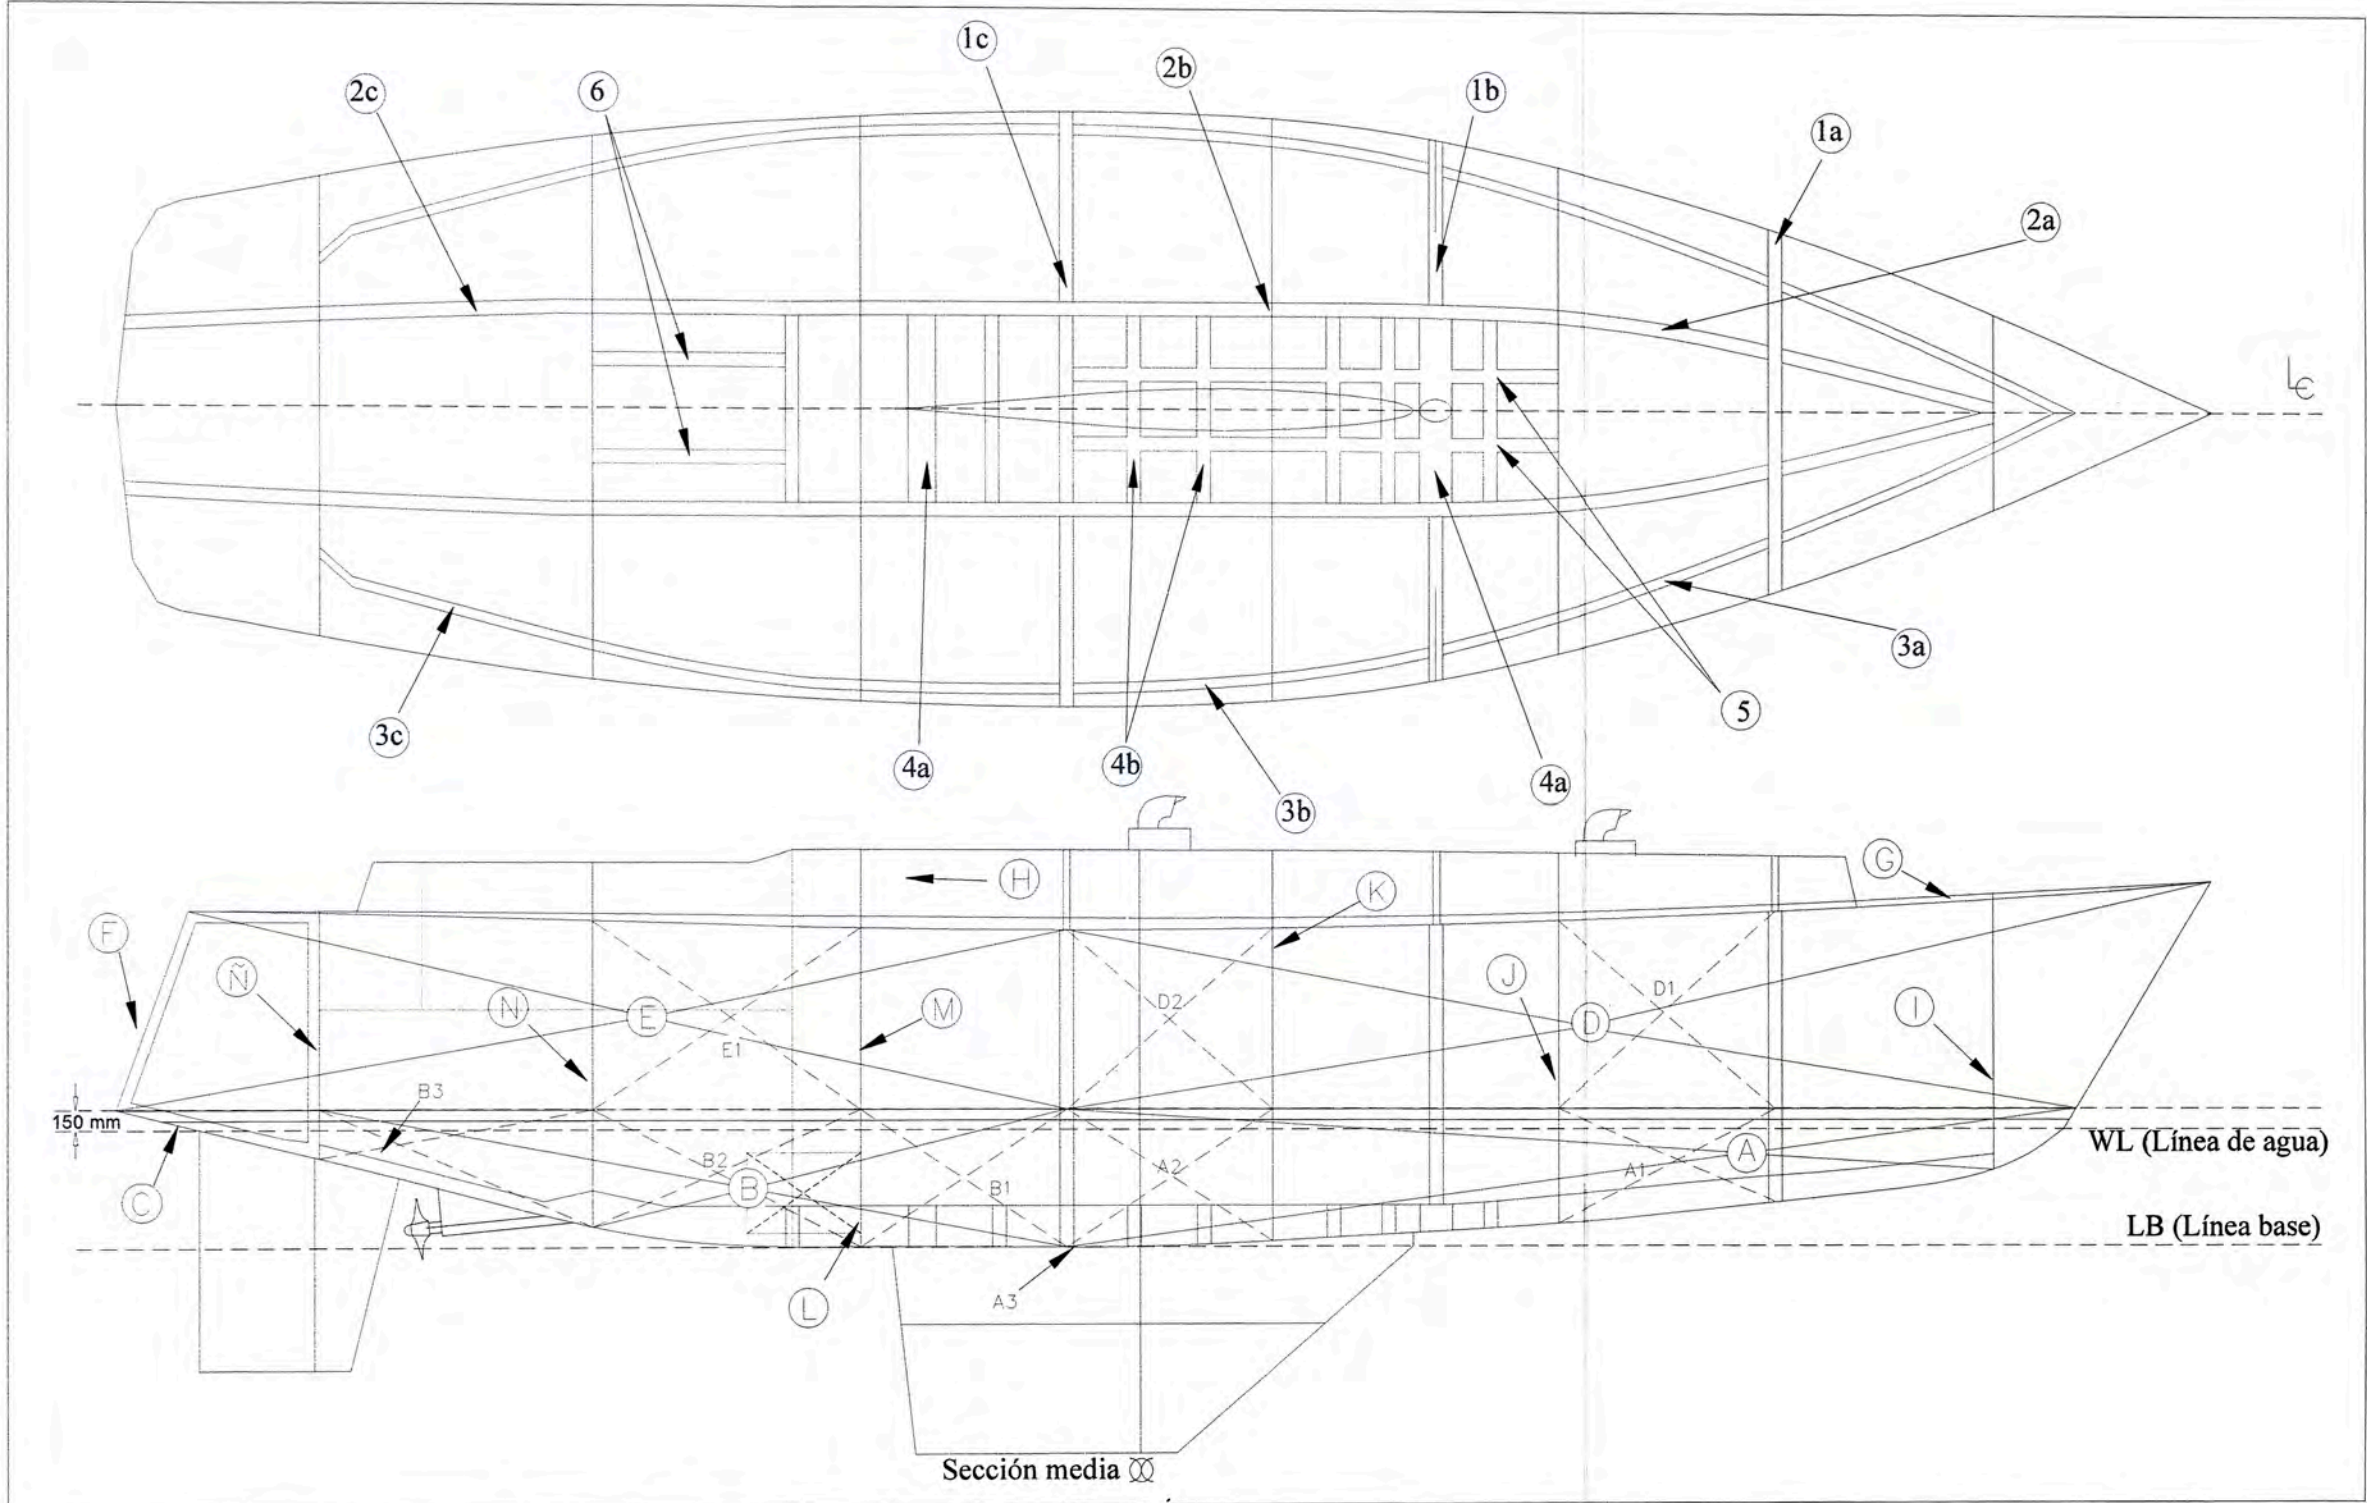 1c
2b
2c
6
1b
1a
2a
℄
3a
5
3c
4a
4b
4a
3b
G
H
K
F
Ñ
J
D1
I
N
E
M
D2
D
E1
B3
150 mm
WL (Línea de agua)
A
B2
A2
A1
B
B1
C
LB (Línea base)
L
A3
Sección media